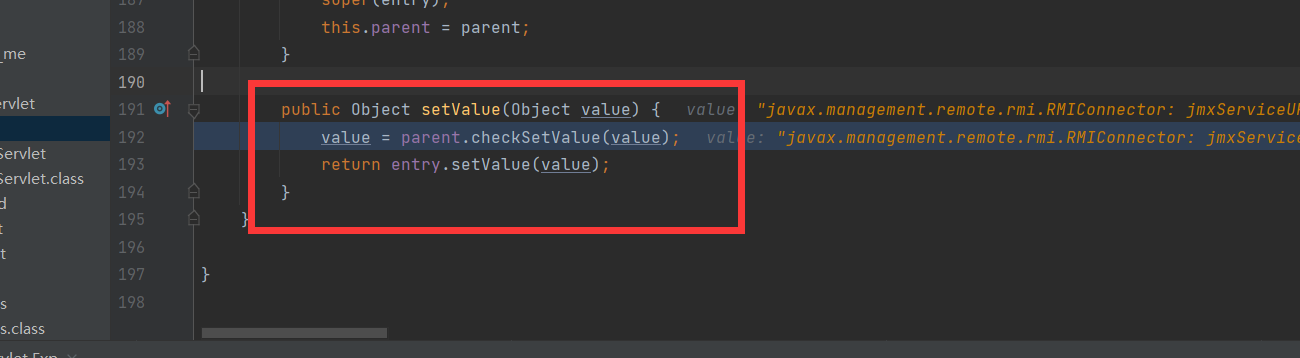 187 super(entry);
188 this.parent = parent;
_me
189 }
190
ervlet
191 public Object setValue(Object value) { value: "javax.management.remote.rmi.RMIConnector: jmxServiceUR
192 value = parent.checkSetValue(value); value: "javax.management.remote.rmi.RMIConnector: jmxService
Servlet
193 return entry.setValue(value);
Servlet.class
194 }
d
195 }
t
196
t
197 }
198
s
s.class